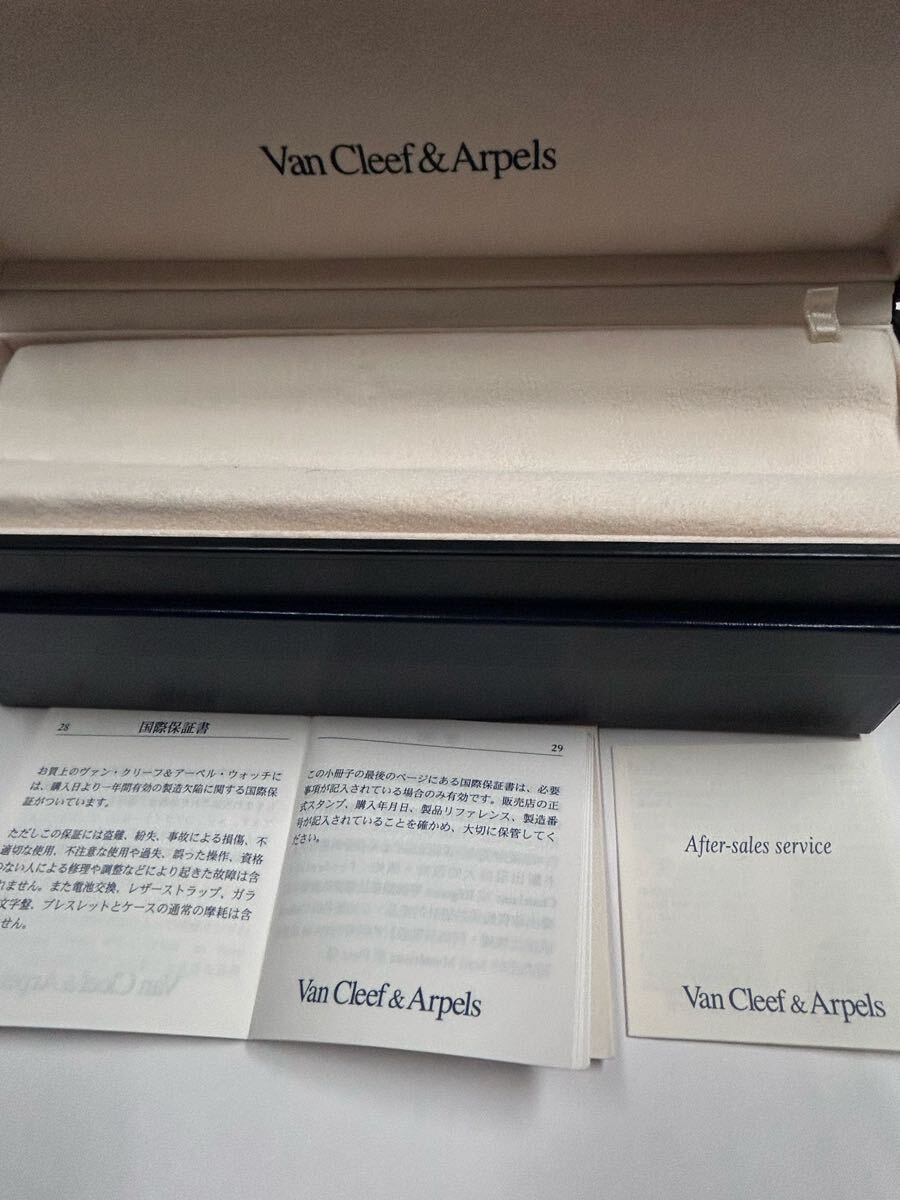 Van Cleef & Arpels
28
国際保証書
お買上のヴァン・クリーフ&アーペル・ウォッチに
は、購入日より一年間有効の製造欠陥に関する国際保
証がついています。
ただしこの保証には盗難、紛失、事故による損傷、不
適切な使用、不注意な使用や過失、誤った操作、資格
のない人による修理や調整などにより起きた故障は含
れません。また電池交換、レザーストラップ、ガラ
文字盤、ブレスレットとケースの通常の摩耗は含
せん。
29
この小冊子の最後のページにある国際保証書は、必要
事項が記入されている場合のみ有効です。販売店の正
式スタンプ、購入年月日、製品リファレンス、製造番
号が記入されていることを確かめ、大切に保管してく
ださい。
Van Cleef & Arpels
After-sales service
Van Cleef & Arpels